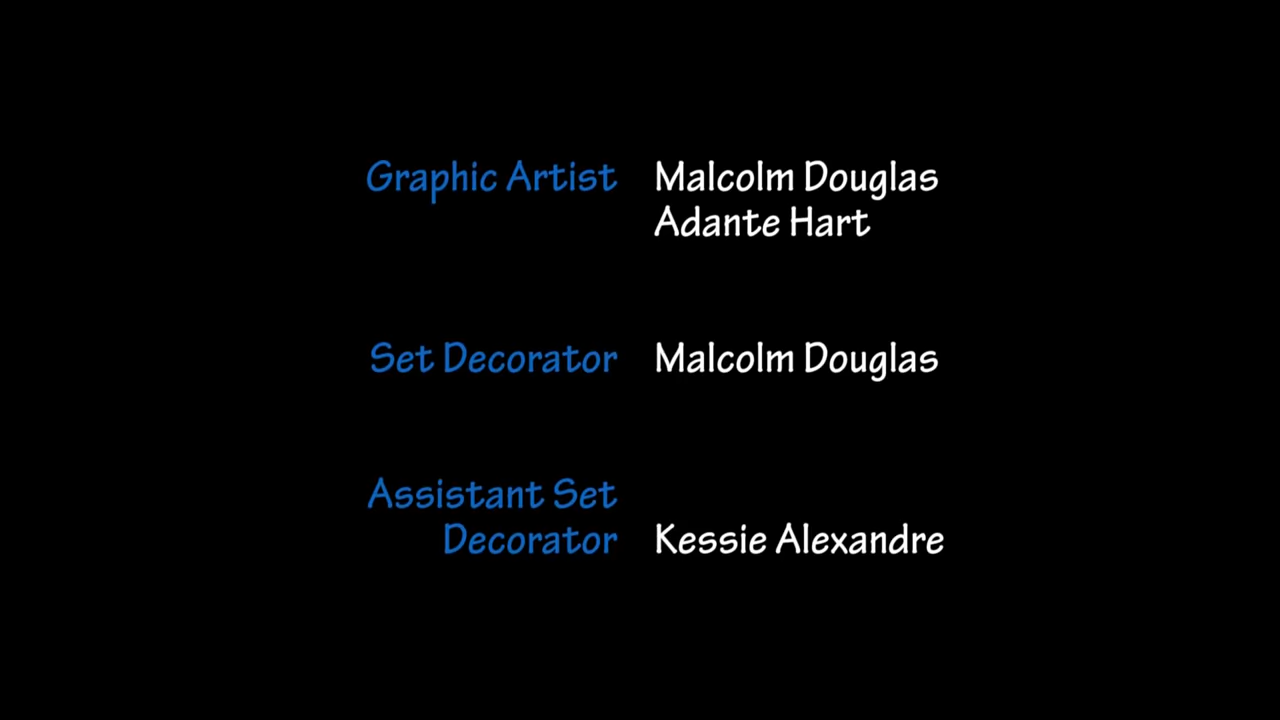 Graphic Artist Malcolm Douglas
Adante Hart
Set Decorator Malcolm Douglas
Assistant Set
Decorator Kessie Alexandre